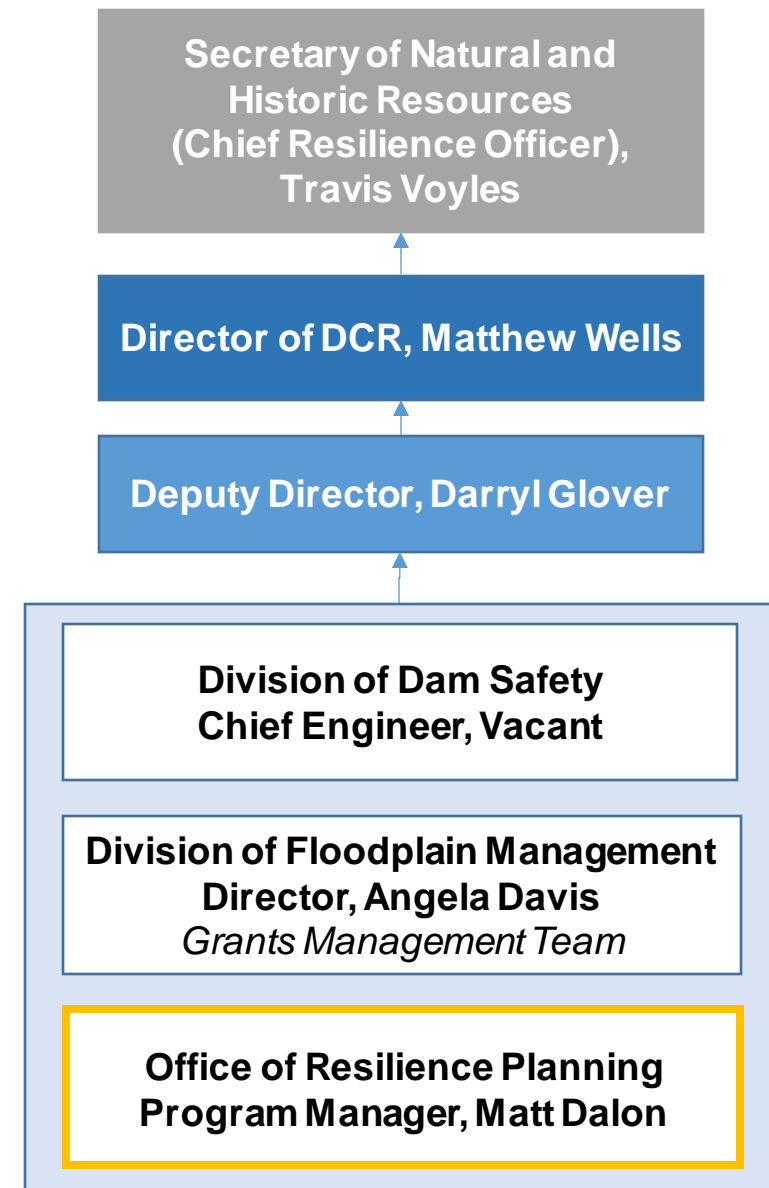 Secretary of Natural and
Historic Resources
(Chief Resilience Officer),
Travis Voyles
Director of DCR, Matthew Wells
Deputy Director, Darryl Glover
Division of Dam Safety
Chief Engineer, Vacant
Division of Floodplain Management
Director, Angela Davis
Grants Management Team
Office of Resilience Planning
Program Manager, Matt Dalon